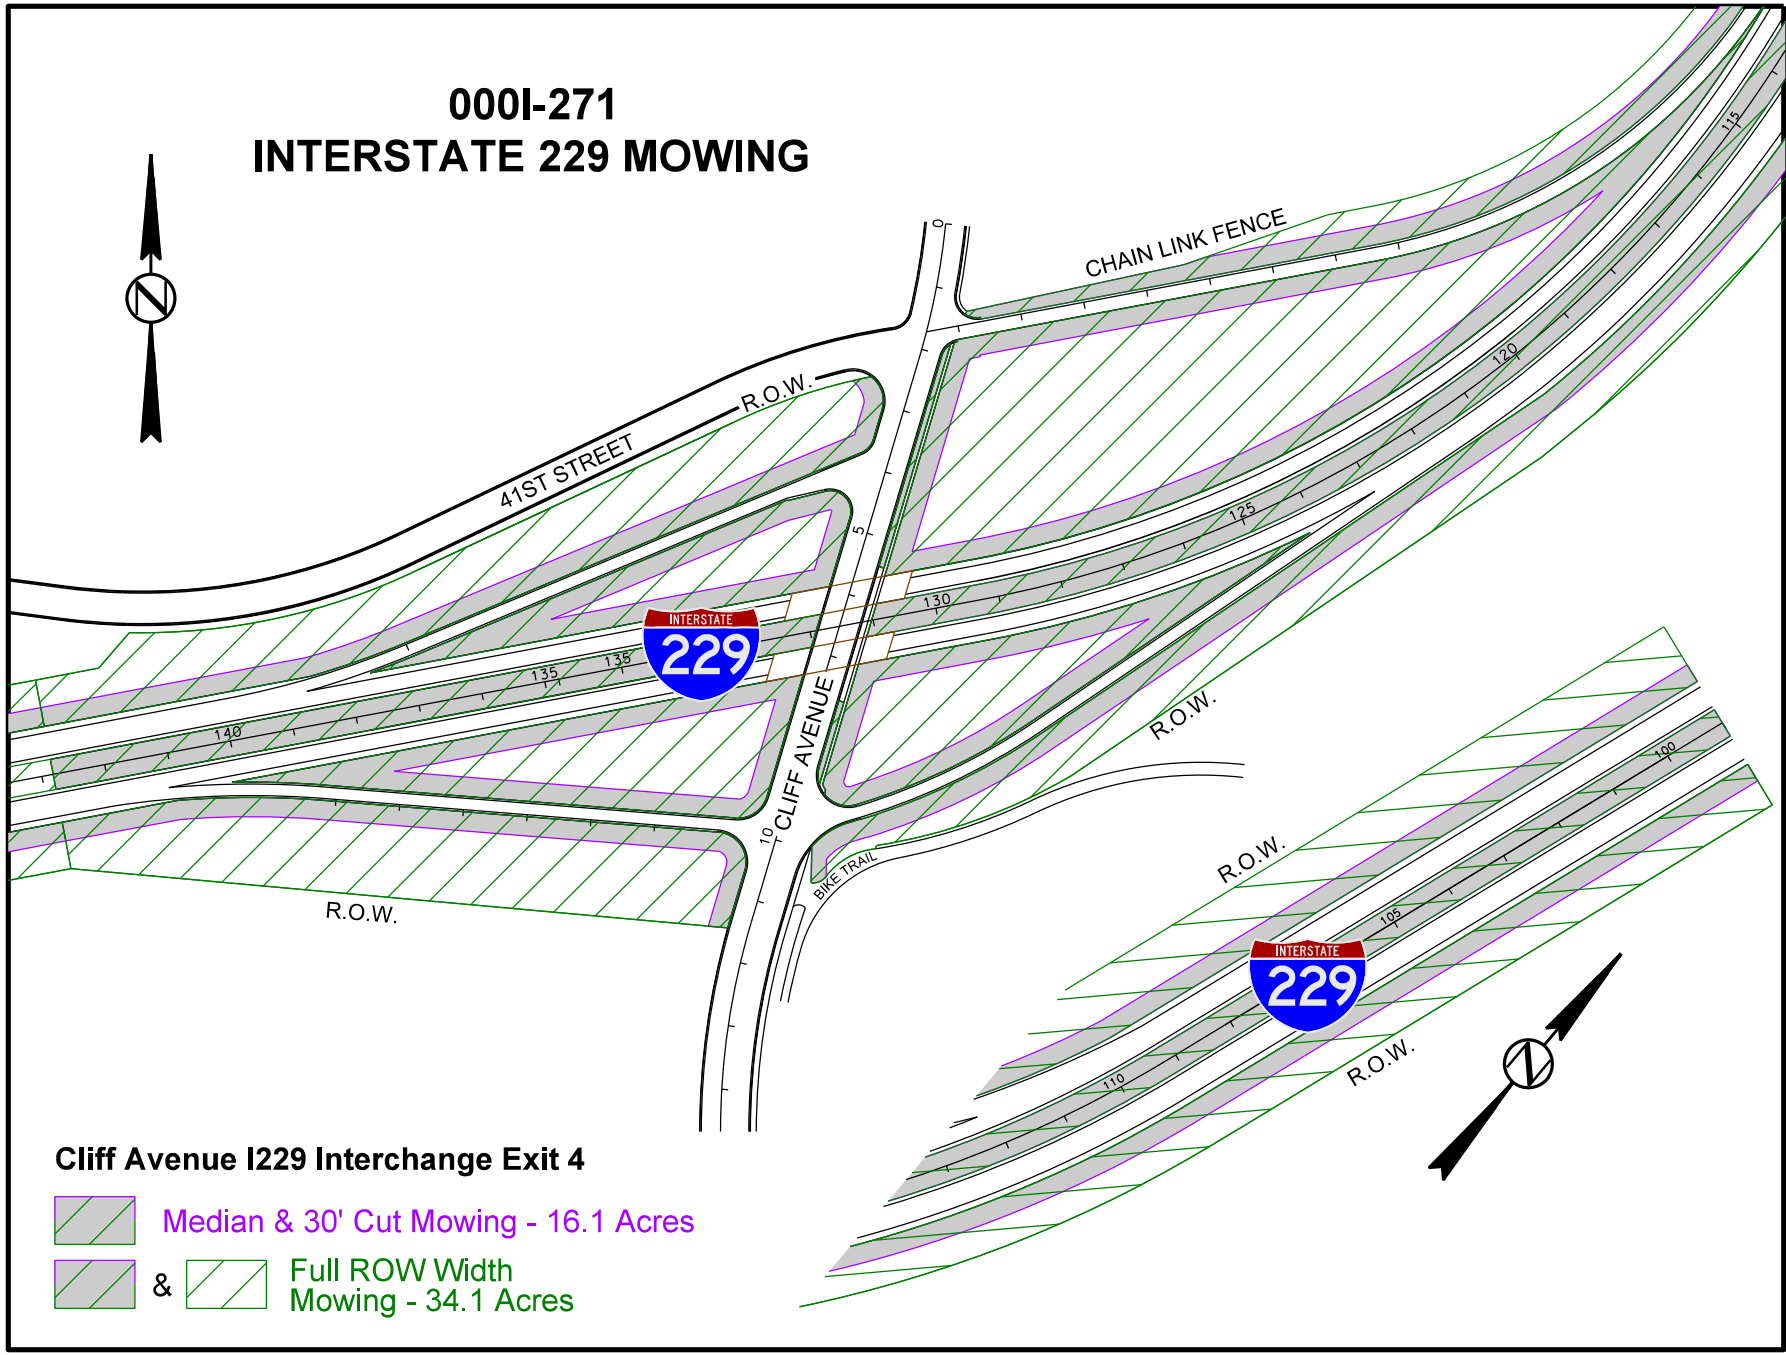 000I-271
INTERSTATE 229 MOWING
N
0
CHAIN LINK FENCE
115
120
R.O.W.
41ST STREET
5
125
130
INTERSTATE
229
135
135
140
CLIFF AVENUE
10
R.O.W.
BIKE TRAIL
R.O.W.
100
R.O.W.
105
INTERSTATE
229
110
R.O.W.
N
Cliff Avenue I229 Interchange Exit 4
Median & 30' Cut Mowing - 16.1 Acres
& Full ROW Width
Mowing - 34.1 Acres